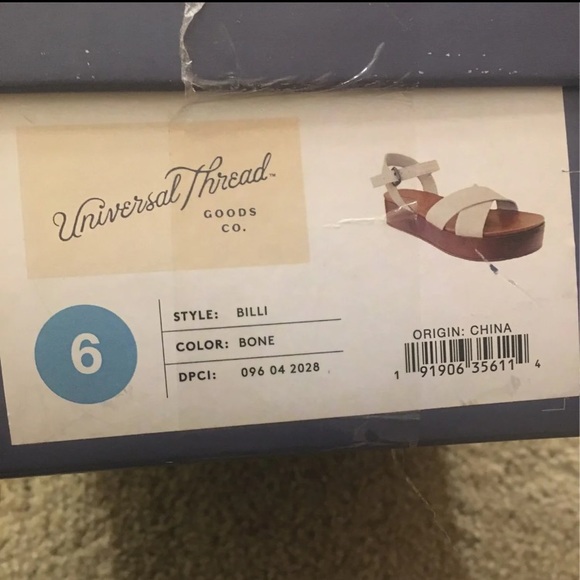 Universal Thread™
GOODS
CO.
6
STYLE: BILLI
COLOR: BONE
DPCI: 096 04 2028
ORIGIN: CHINA
1 91906 35611 4